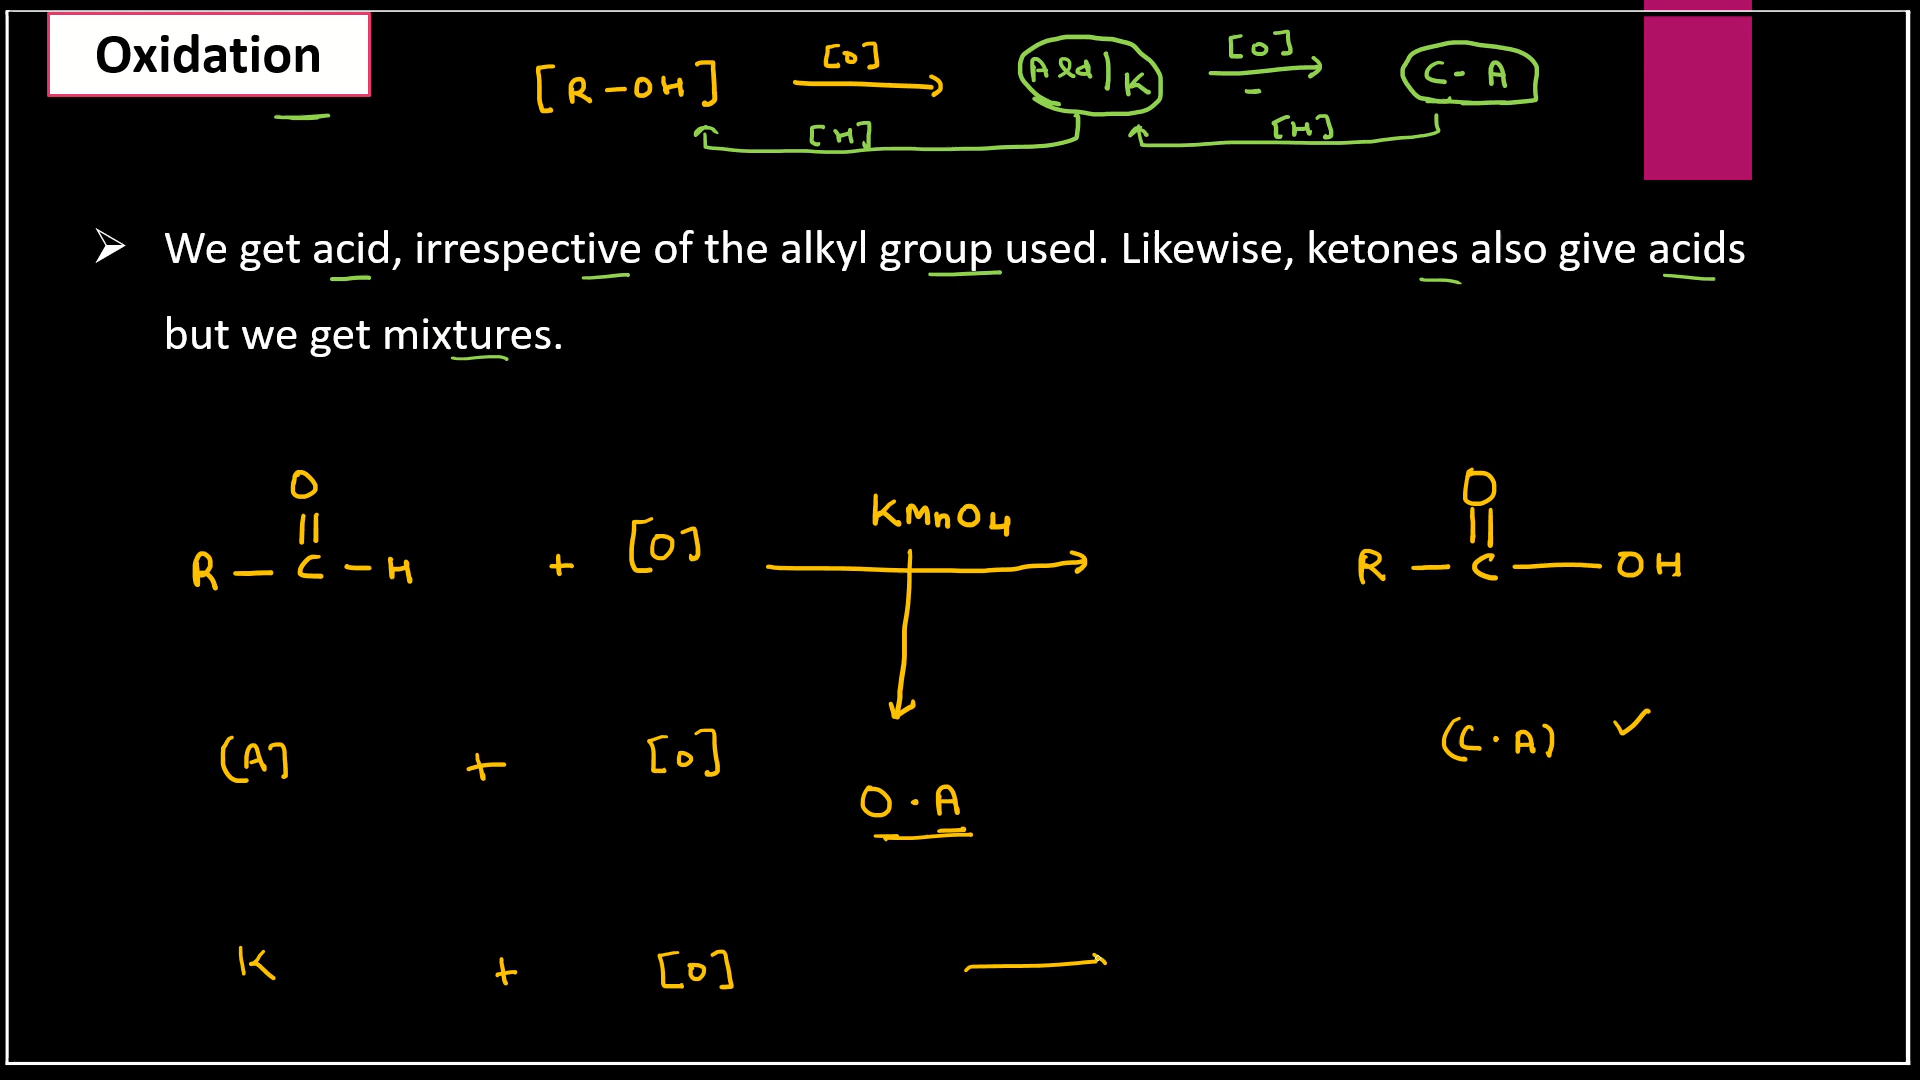 Oxidation
[R-OH] [O] Ald|K [O] C-A
[H] [H]
➢ We get acid, irrespective of the alkyl group used. Likewise, ketones also give acids
but we get mixtures.
O O
|| KMnO4 ||
R - C - H + [O] R - C - OH
(A] + [O] (C.A) ✓
O.A
K + [O]